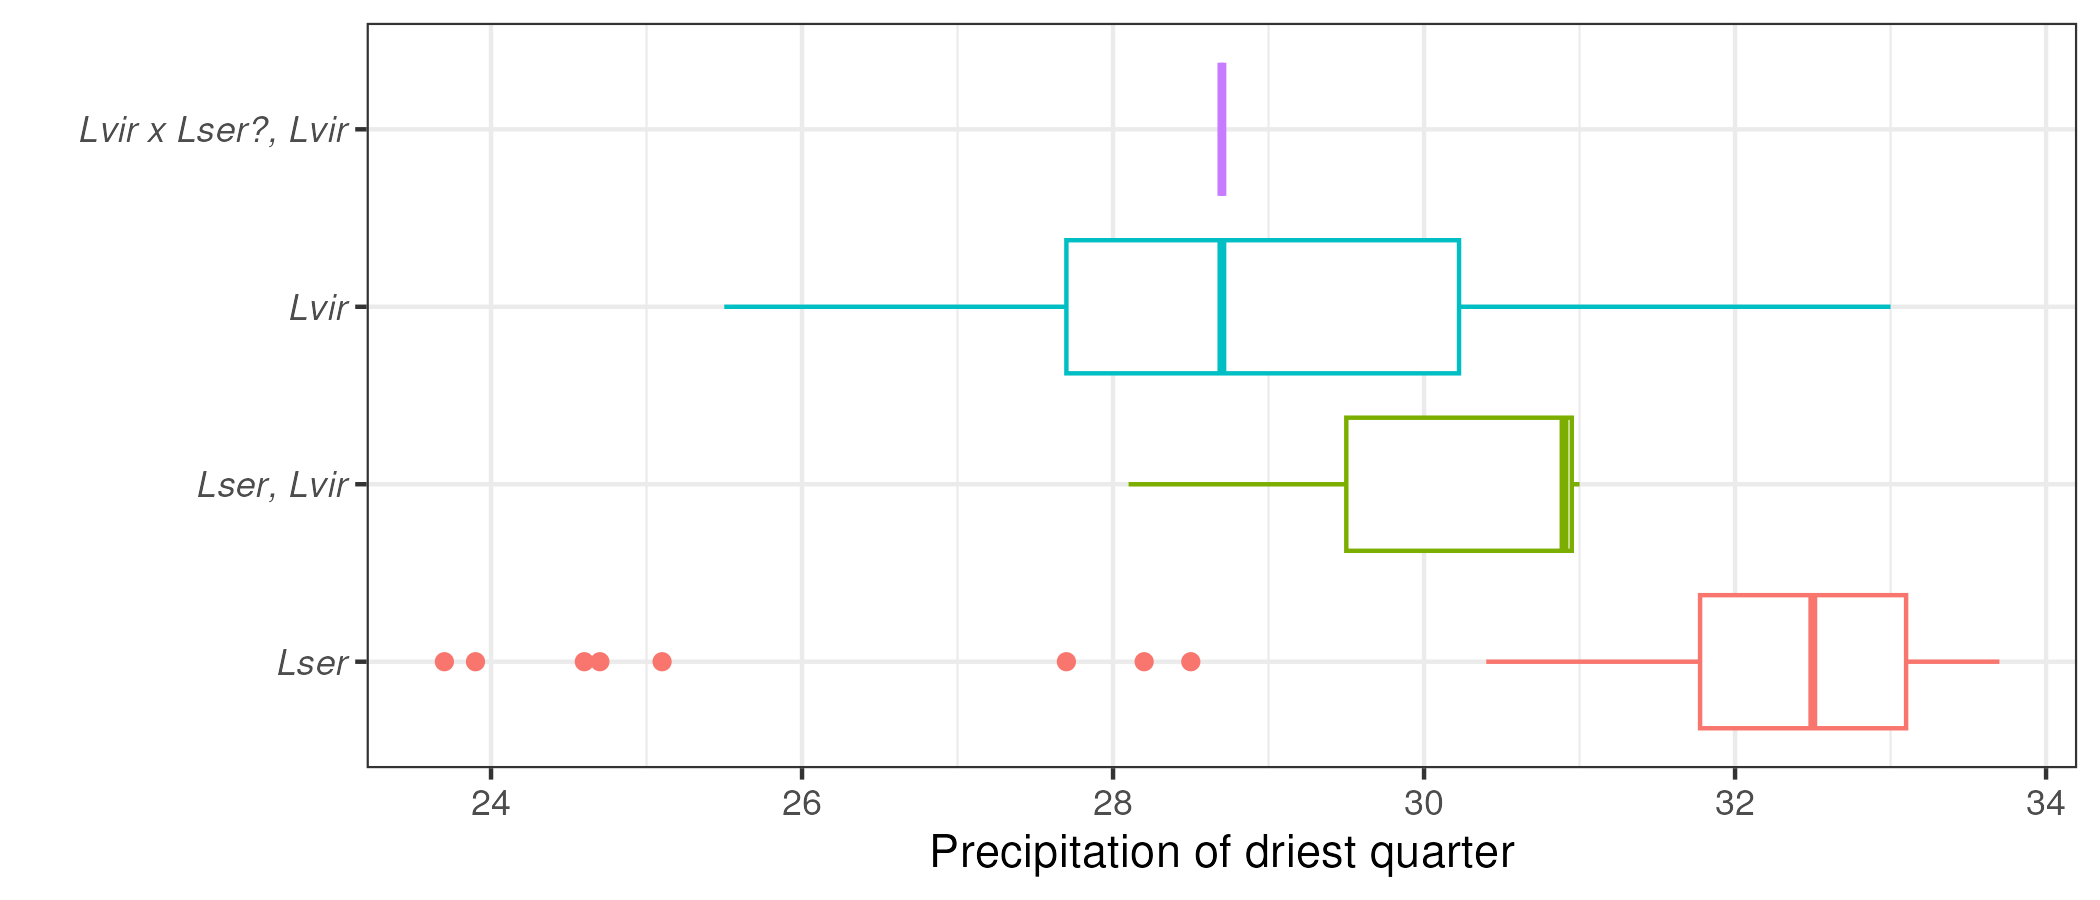 Lvir x Lser?, Lvir
Lvir
Lser, Lvir
Lser
24 26 28 30 32 34
Precipitation of driest quarter